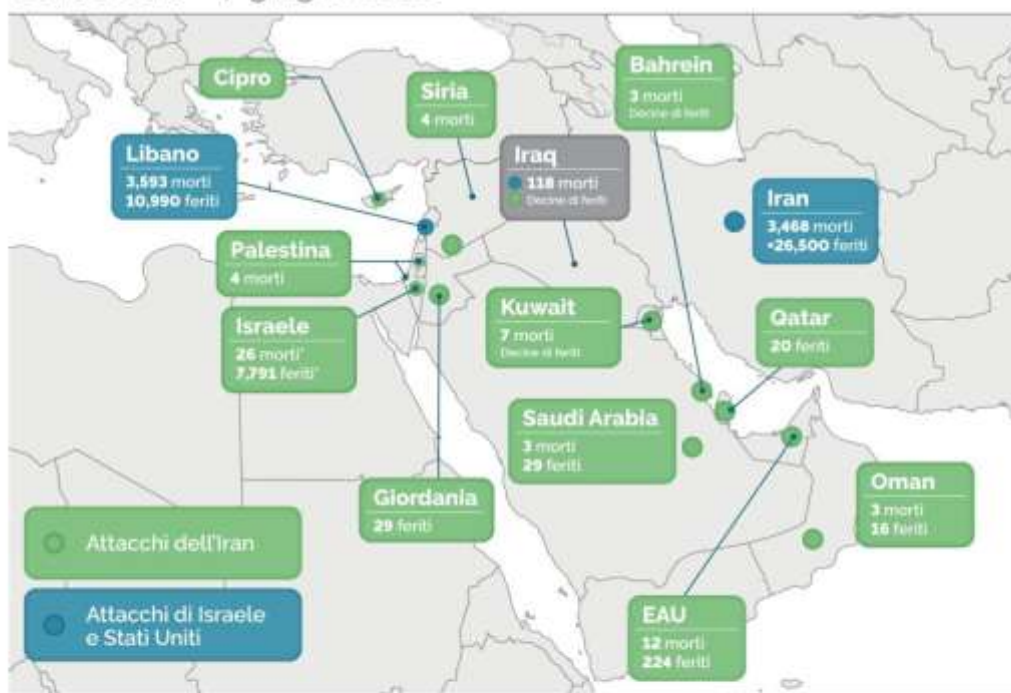 Cipro
Siria
4 morti
Bahrein
3 morti
Decine di feriti
Libano
3,593 morti
10,990 feriti
Iraq
118 morti
Decine di feriti
Iran
3,468 morti
+26,500 feriti
Palestina
4 morti
Israele
26 morti*
7,791 feriti*
Kuwait
7 morti
Decine di feriti
Qatar
20 feriti
Saudi Arabia
3 morti
29 feriti
Giordania
29 feriti
Oman
3 morti
16 feriti
EAU
12 morti
224 feriti
Attacchi dell'Iran
Attacchi di Israele
e Stati Uniti